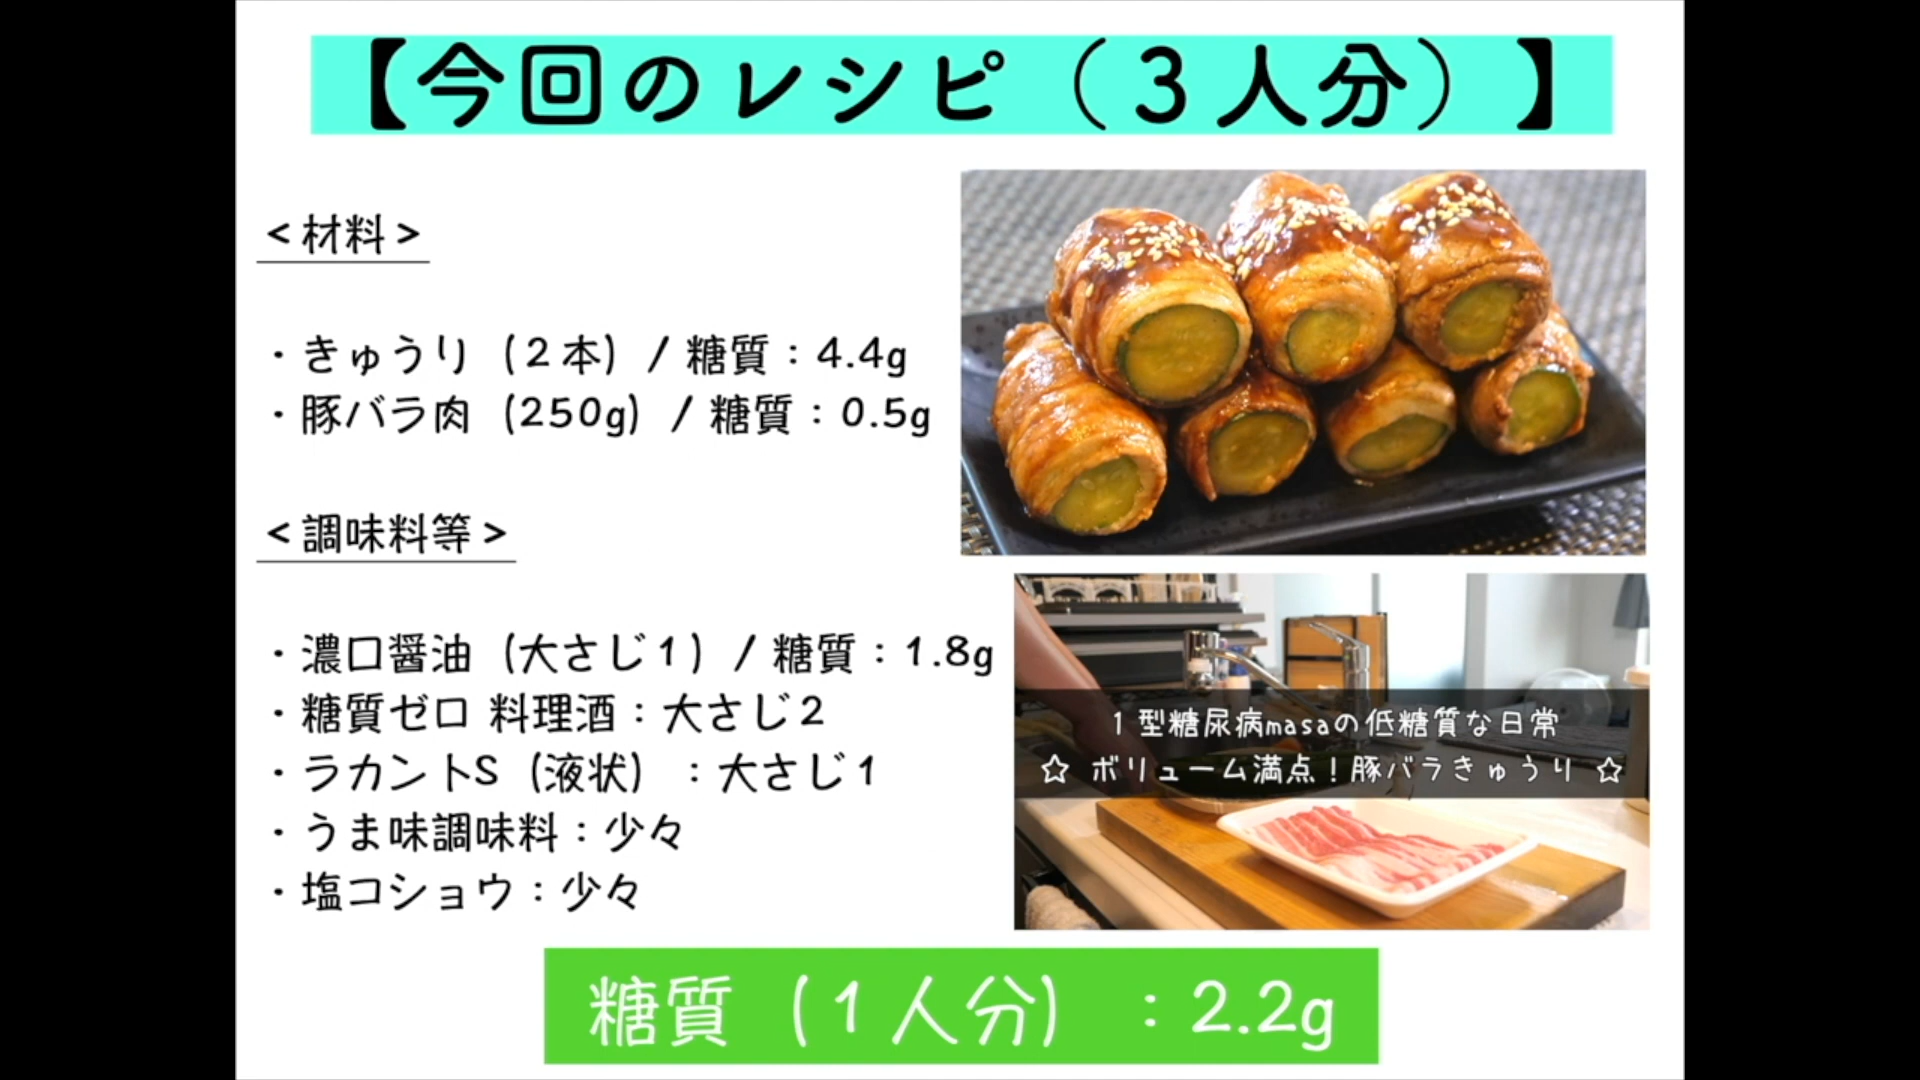 【今回のレシピ（３人分）】
＜材料＞
・きゅうり（２本）/ 糖質：4.4g
・豚バラ肉（250g）/ 糖質：0.5g
＜調味料等＞
・濃口醤油（大さじ１）/ 糖質：1.8g
・糖質ゼロ 料理酒：大さじ２
・ラカントS（液状）：大さじ１
・うま味調味料：少々
・塩コショウ：少々
１型糖尿病masaの低糖質な日常
☆ ボリューム満点！豚バラきゅうり ☆
糖質（１人分）：2.2g